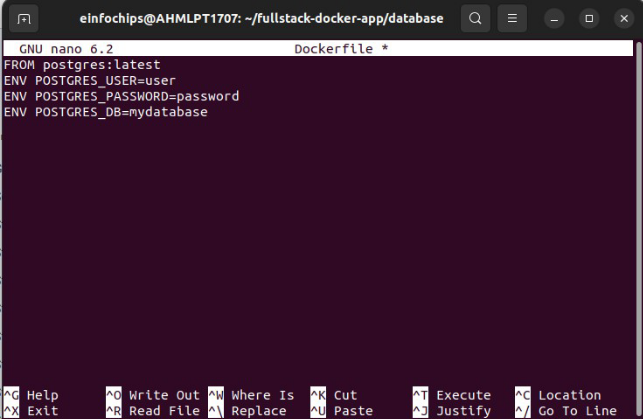 einfochips@AHMLPT1707: ~/fullstack-docker-app/database
GNU nano 6.2 Dockerfile *
FROM postgres:latest
ENV POSTGRES_USER=user
ENV POSTGRES_PASSWORD=password
ENV POSTGRES_DB=mydatabase
^G Help ^O Write Out ^W Where Is ^K Cut ^T Execute ^C Location
^X Exit ^R Read File ^\ Replace ^U Paste ^J Justify ^/ Go To Line